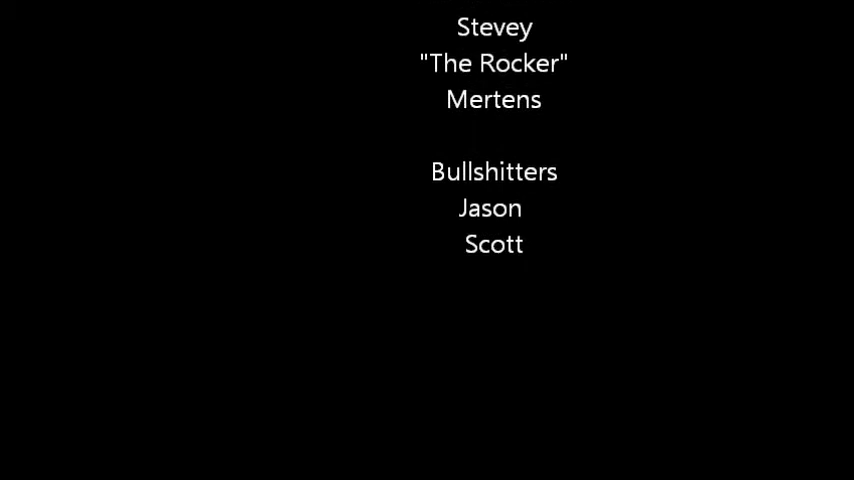 Stevey
"The Rocker"
Mertens
Bullshitters
Jason
Scott